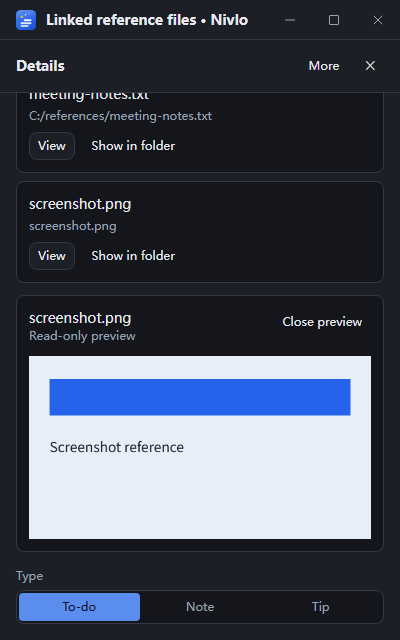 Linked reference files • Nivlo
Details
More
meeting-notes.txt
C:/references/meeting-notes.txt
View
Show in folder
screenshot.png
screenshot.png
View
Show in folder
screenshot.png
Close preview
Read-only preview
Screenshot reference
Type
To-do
Note
Tip